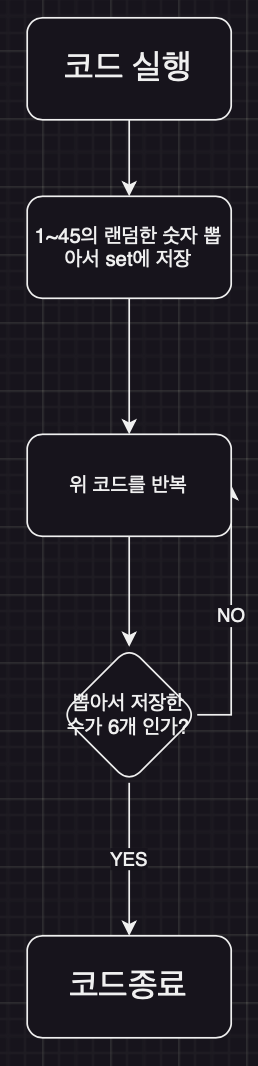 코드 실행
1~45의 랜덤한 숫자 뽑
아서 set에 저장
위 코드를 반복
NO
뽑아서 저장한
수가 6개 인가?
YES
코드종료